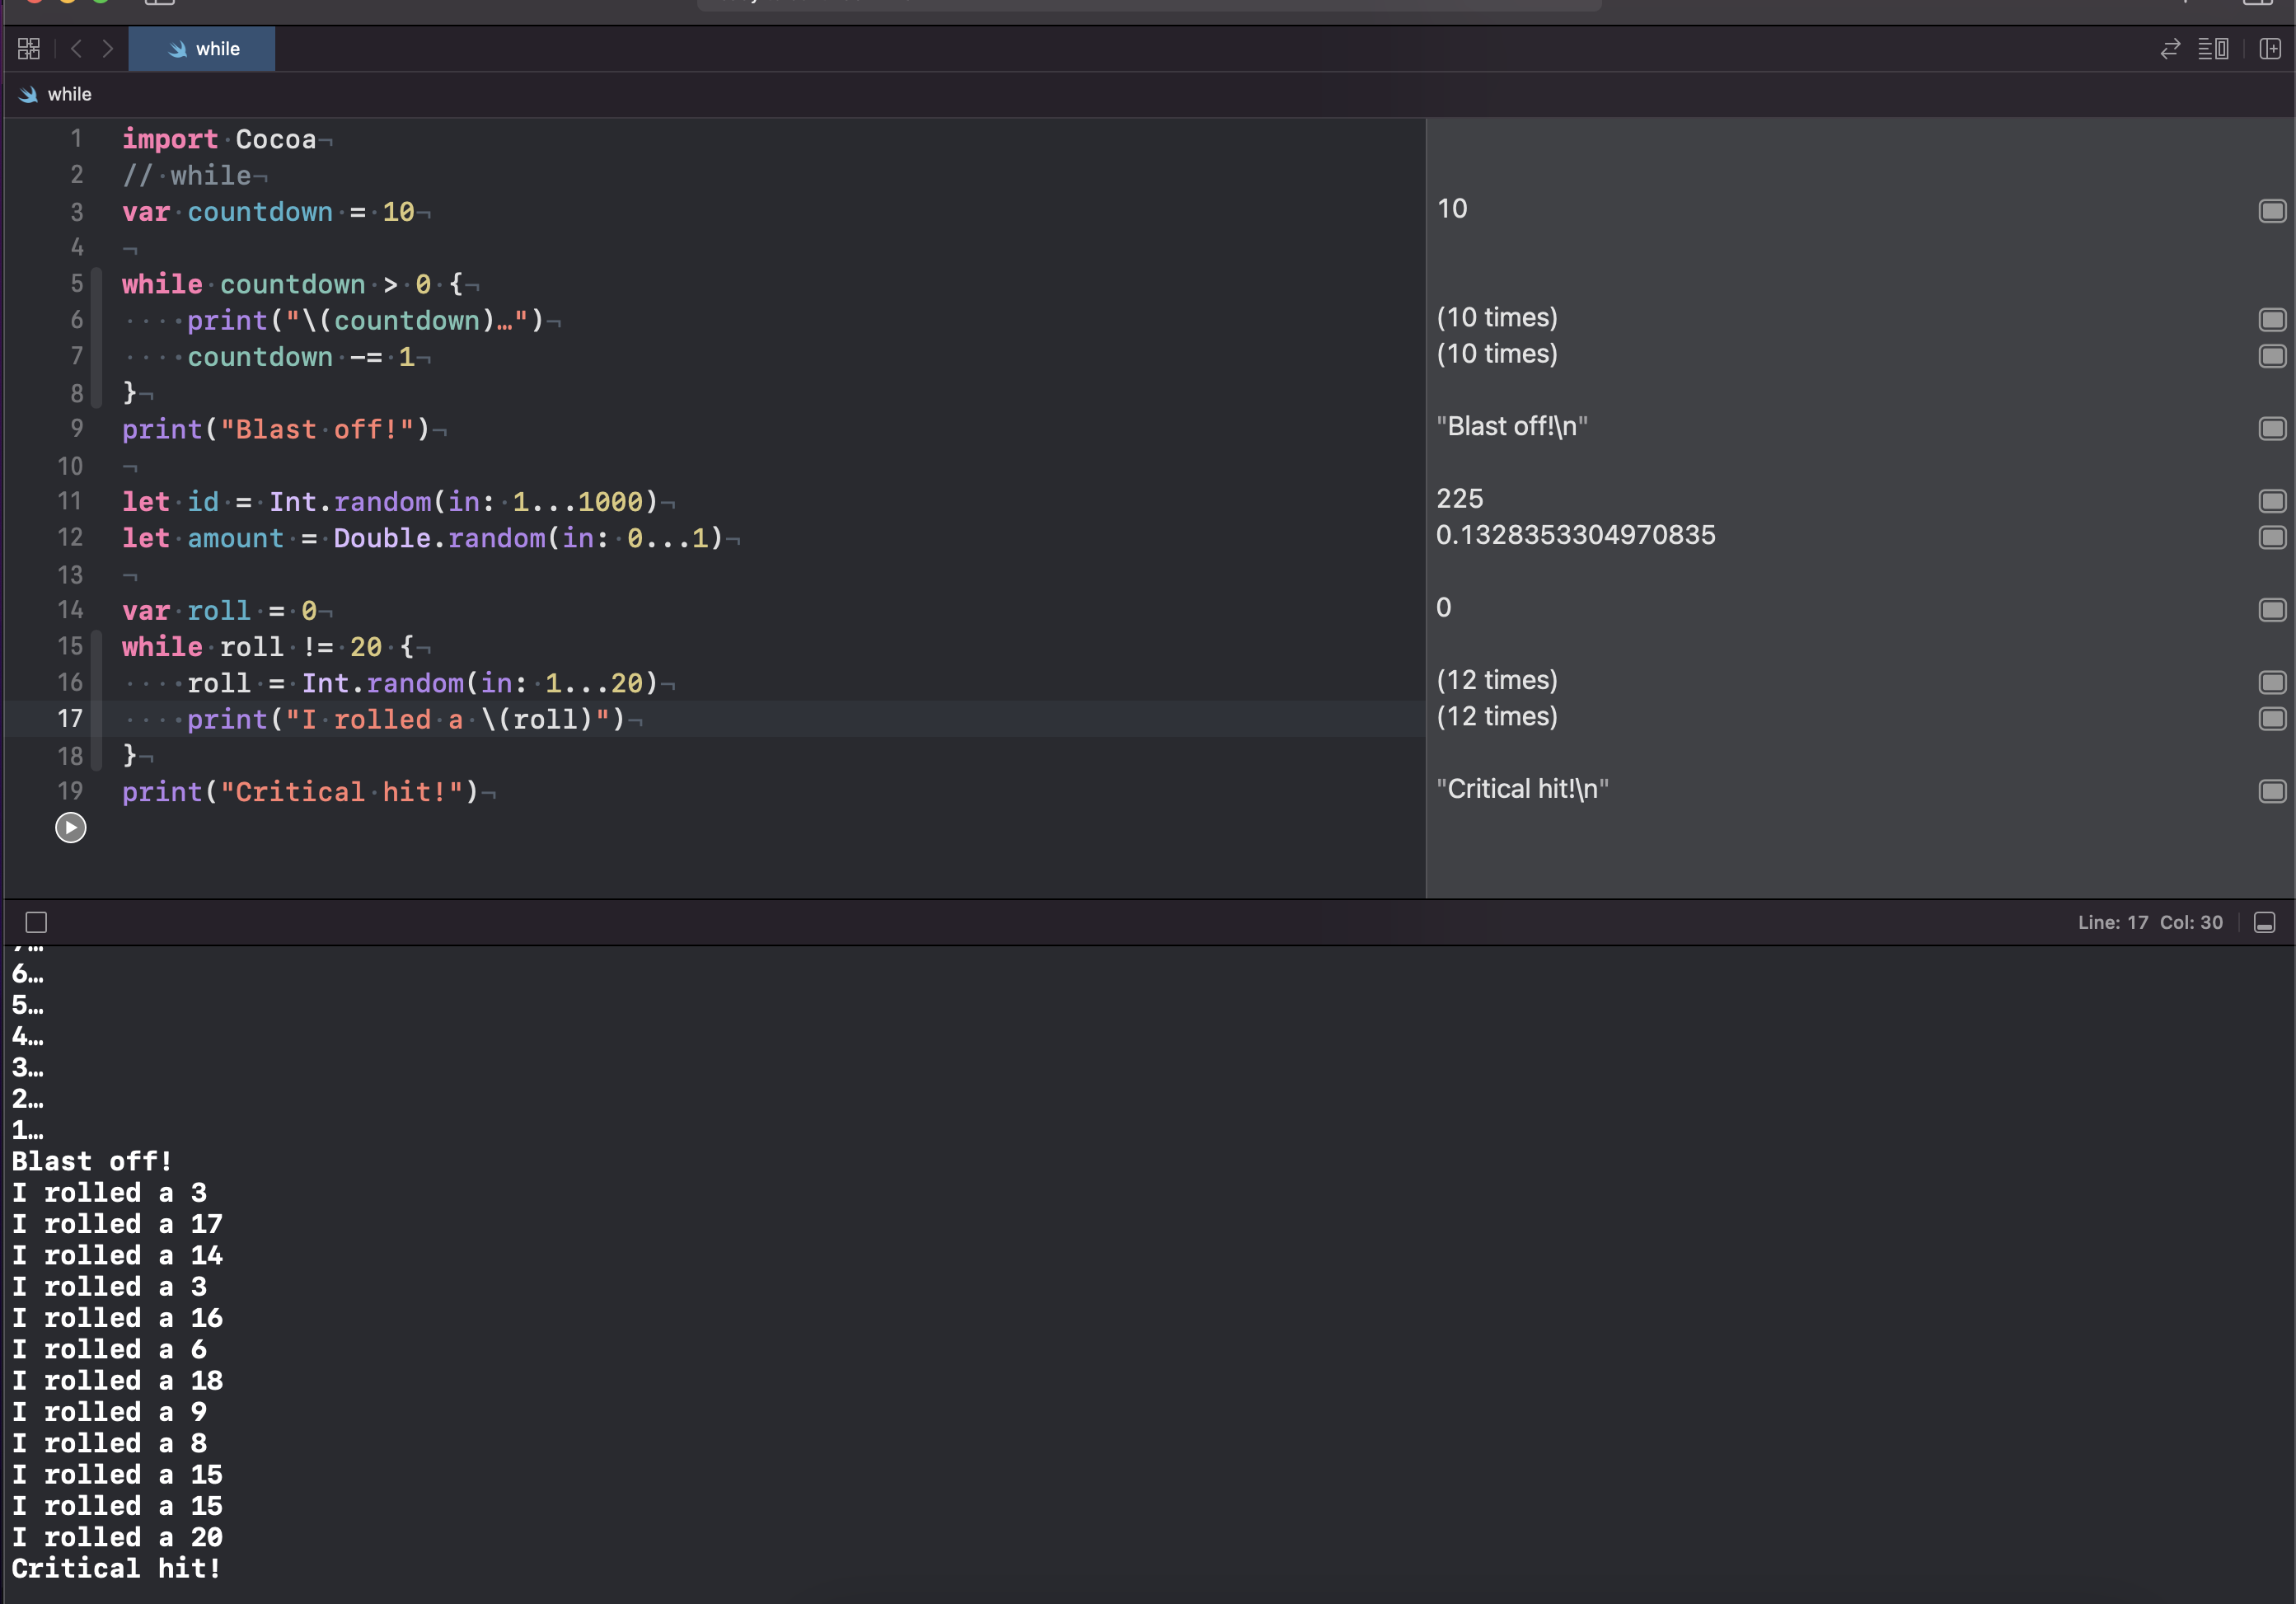 while
while
1 import Cocoa
2 // while
3 var countdown = 10
10
4
5 while countdown > 0 {
6 print("\(countdown)…")
(10 times)
7 countdown -= 1
(10 times)
8 }
9 print("Blast off!")
"Blast off!\n"
10
11 let id = Int.random(in: 1...1000)
225
12 let amount = Double.random(in: 0...1)
0.1328353304970835
13
14 var roll = 0
0
15 while roll != 20 {
16 roll = Int.random(in: 1...20)
(12 times)
17 print("I rolled a \(roll)")
(12 times)
18 }
19 print("Critical hit!")
"Critical hit!\n"
Line: 17 Col: 30
6…
5…
4…
3…
2…
1…
Blast off!
I rolled a 3
I rolled a 17
I rolled a 14
I rolled a 3
I rolled a 16
I rolled a 6
I rolled a 18
I rolled a 9
I rolled a 8
I rolled a 15
I rolled a 15
I rolled a 20
Critical hit!